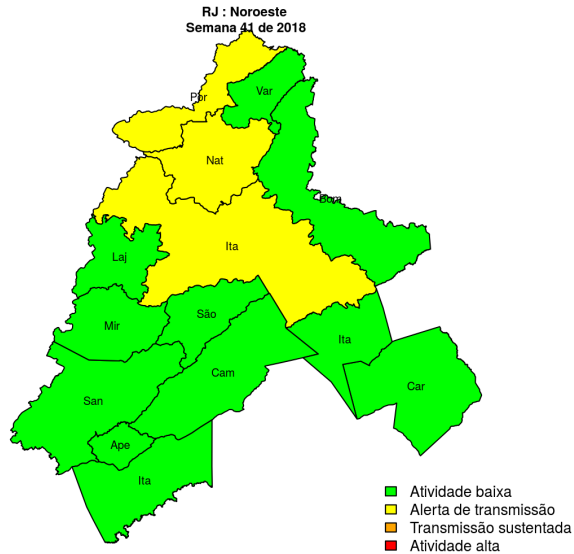 RJ : Noroeste
Semana 41 de 2018
Por
Var
Nat
Bom
Ita
Laj
São
Mir
Ita
Cam
Car
San
Ape
Ita
Atividade baixa
Alerta de transmissão
Transmissão sustentada
Atividade alta